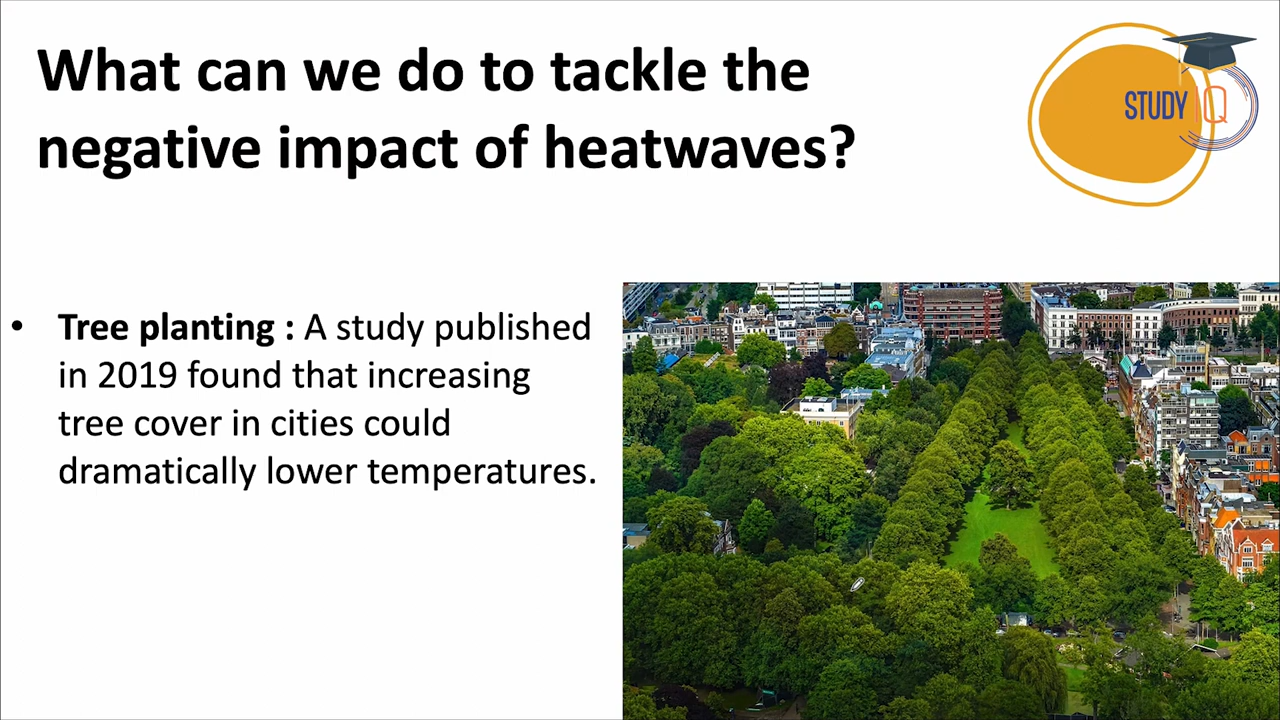 What can we do to tackle the
negative impact of heatwaves?
STUDY IQ
• Tree planting : A study published
in 2019 found that increasing
tree cover in cities could
dramatically lower temperatures.